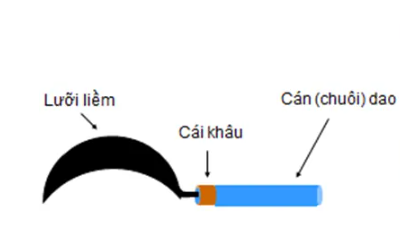 Lưỡi liềm
Cái khâu
Cán (chuôi) dao